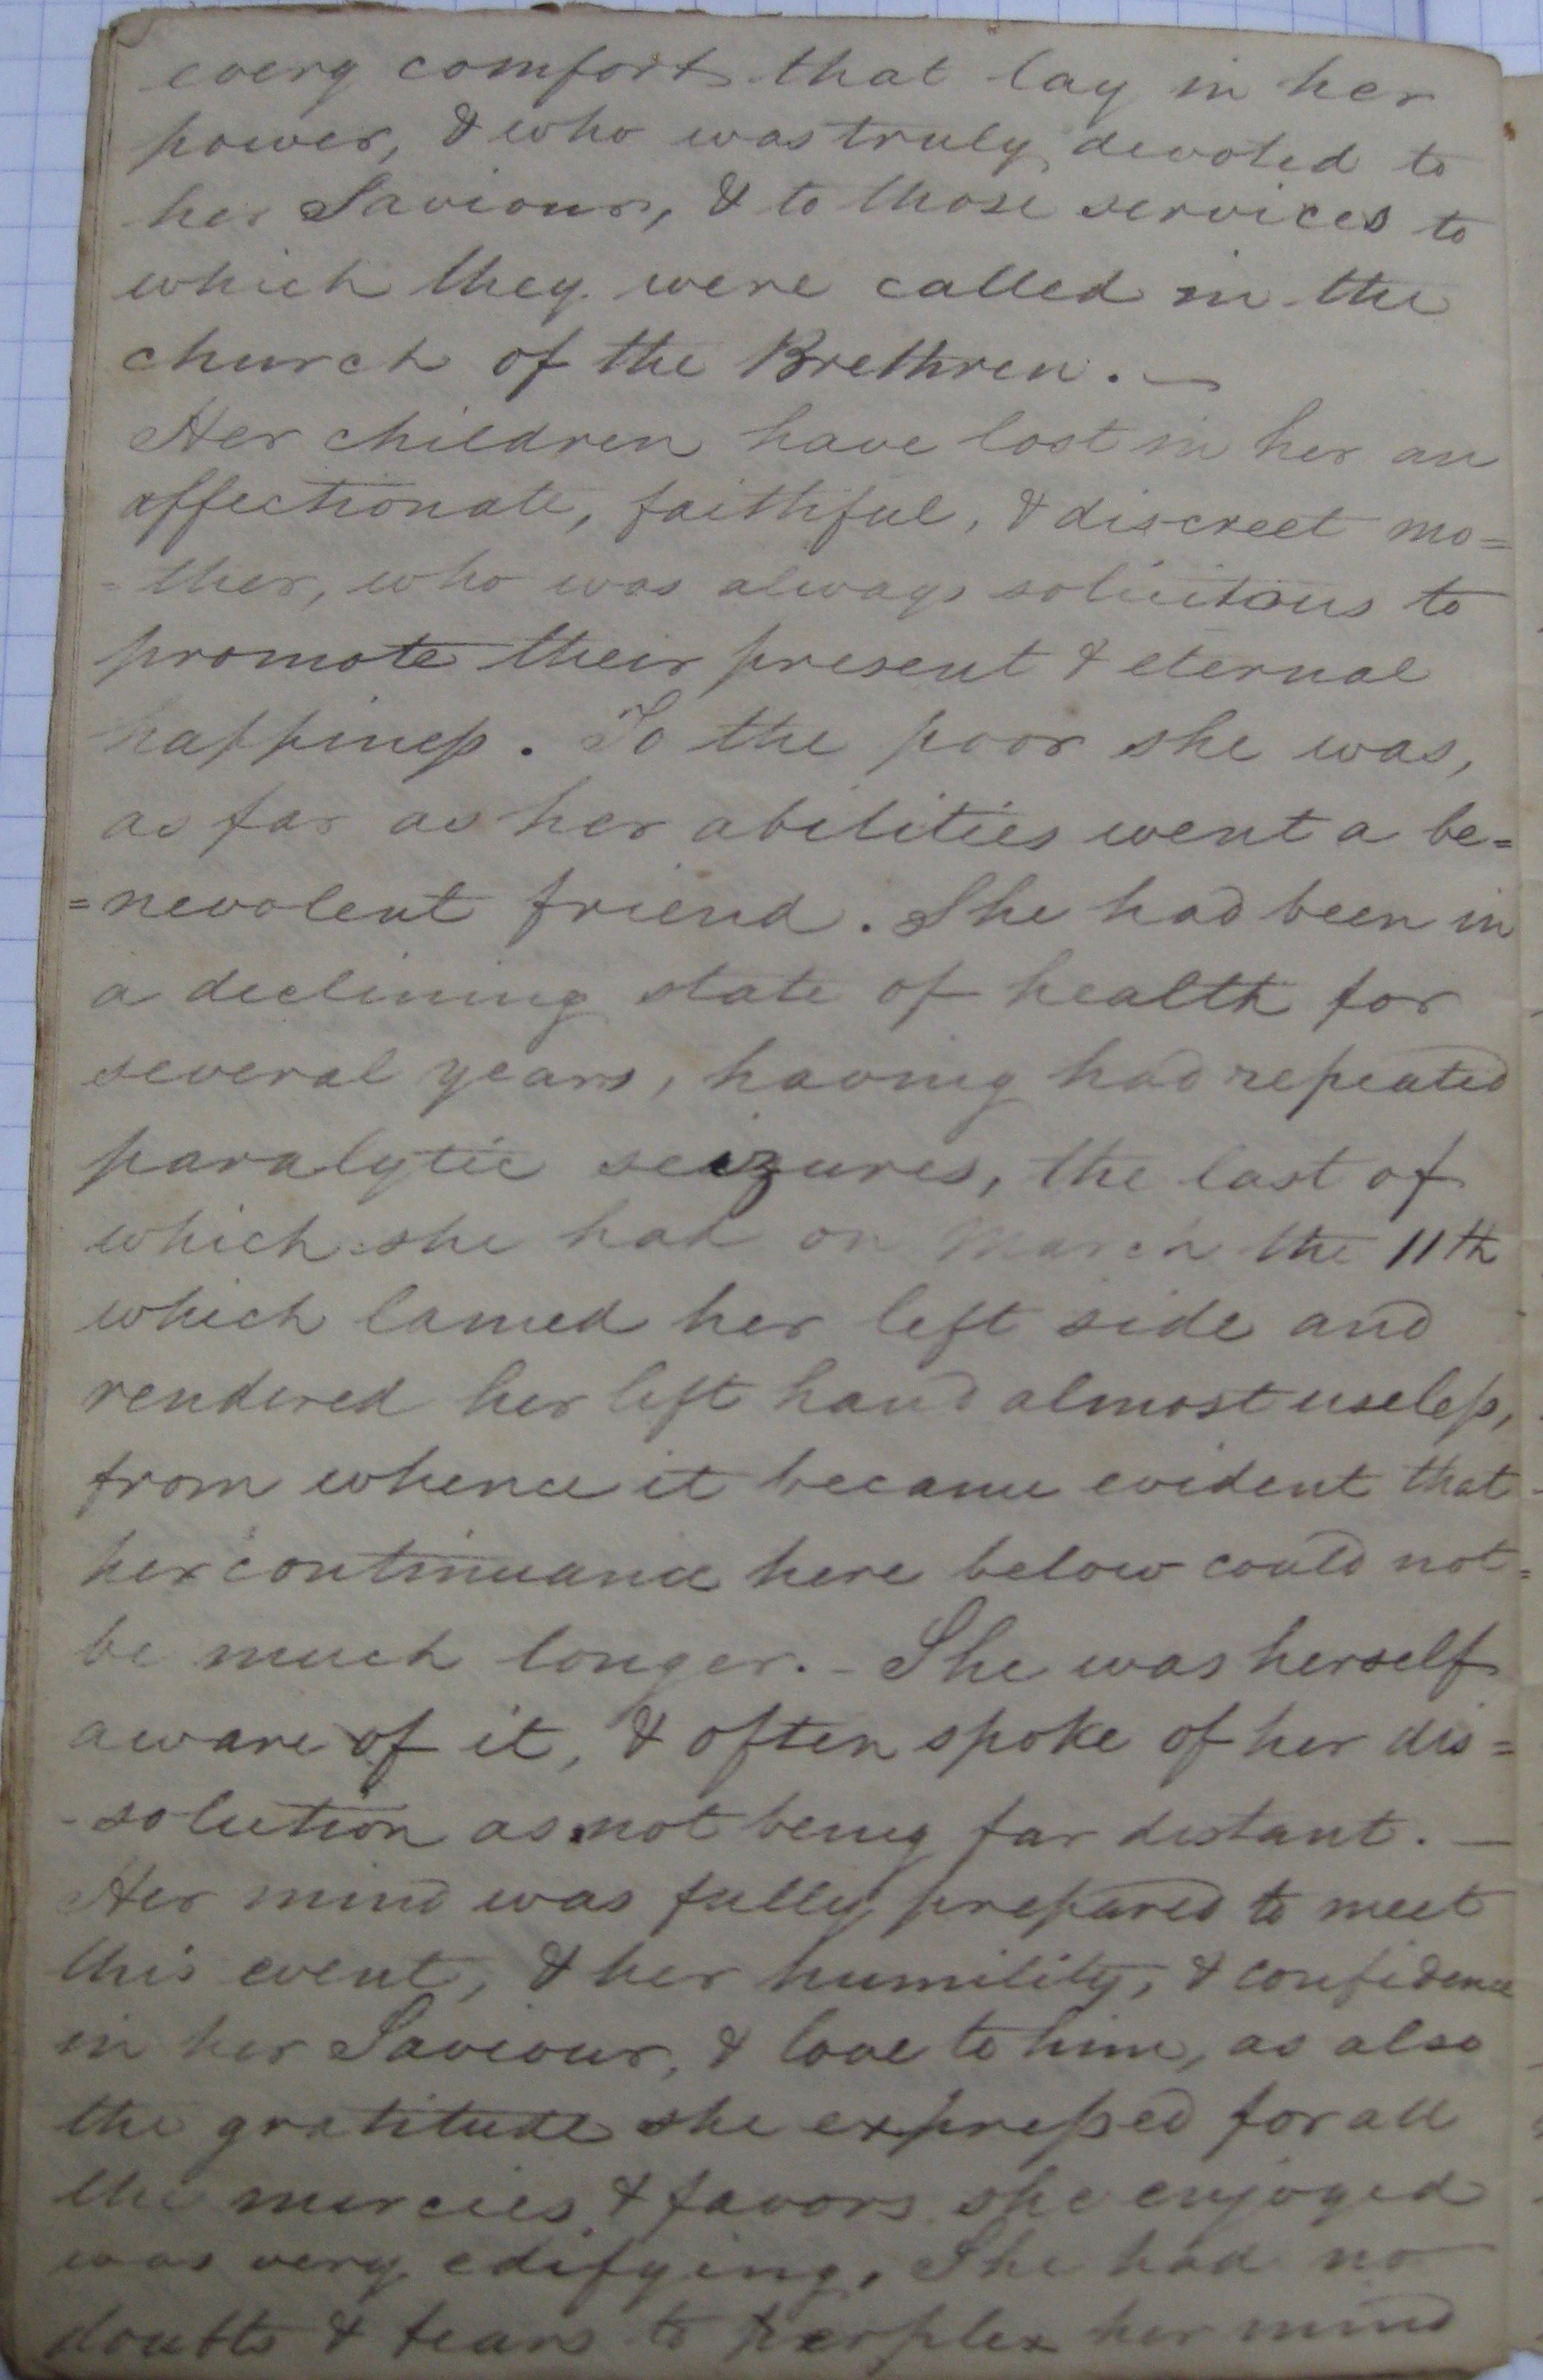 every comfort that lay in her
power, & who was truly devoted to
her Saviour, & to those services to
which they were called in the
church of the Brethren. —
Her children have lost in her an
affectionate, faithful, & discreet mo=
=ther, who was always solicitous to
promote their present & eternal
happiness. To the poor she was,
as far as her abilities went a be=
=nevolent friend. She had been in
a declining state of health for
several years, having had repeated
paralytic seizures, the last of
which she had on March the 11th
which lamed her left side and
rendered her left hand almost useless,
from whence it became evident that
her continuance here below could not
be much longer. - She was herself
aware of it, & often spoke of her dis=
-solution as not being far distant. —
Her mind was fully prepared to meet
this event, & her humility, & confidence
in her Saviour, & love to him, as also
the gratitude she expressed for all
the mercies & favors she enjoyed
was very edifying. She had no
doubts & fears to perplex her mind